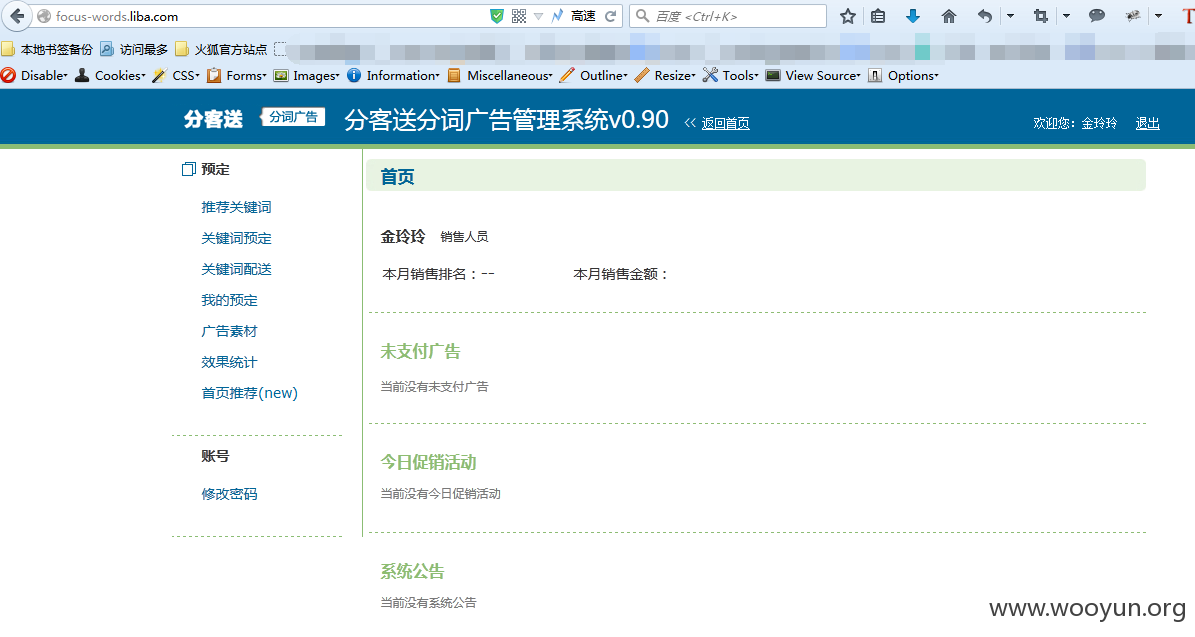 focus-words.liba.com 高速 百度 <Ctrl+K>
本地书签备份 访问最多 火狐官方站点
Disable Cookies CSS Forms Images Information Miscellaneous Outline Resize Tools View Source Options
分客送 分词广告 分客送分词广告管理系统v0.90 << 返回首页 欢迎您: 金玲玲 退出
预定
推荐关键词
关键词预定
关键词配送
我的预定
广告素材
效果统计
首页推荐(new)
账号
修改密码
首页
金玲玲 销售人员
本月销售排名：-- 本月销售金额：
未支付广告
当前没有未支付广告
今日促销活动
当前没有今日促销活动
系统公告
当前没有系统公告
www.wooyun.org